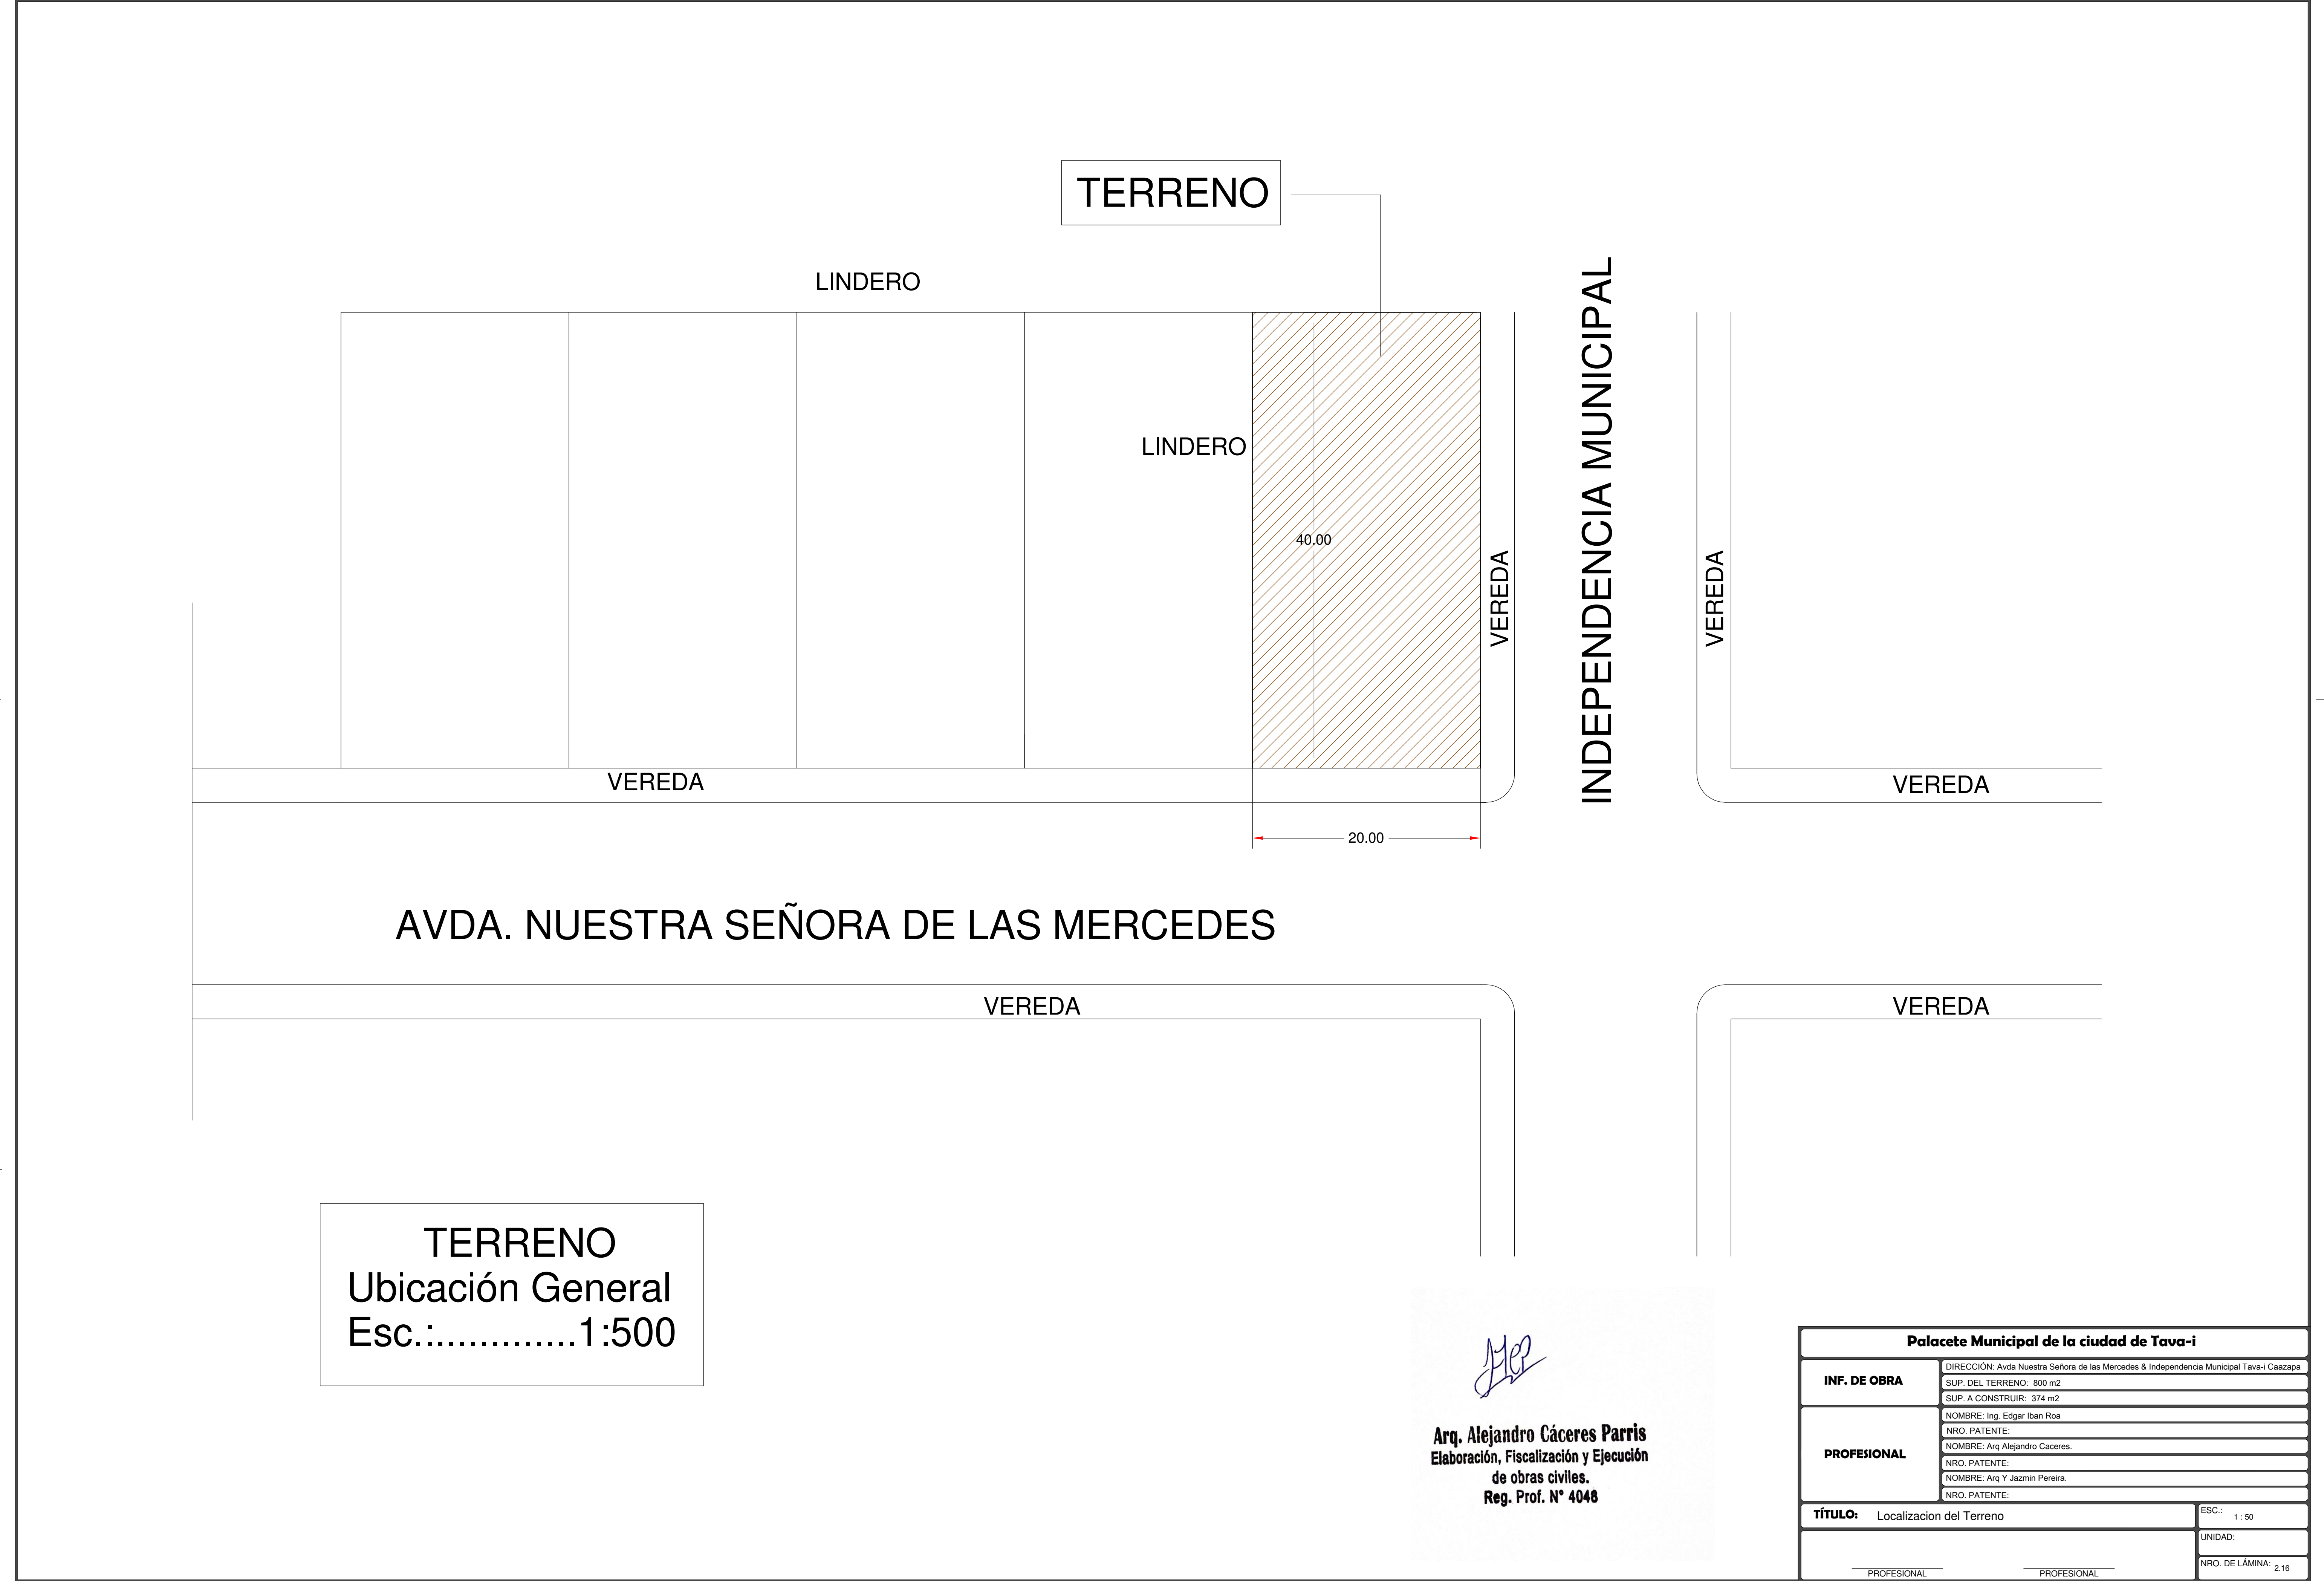 TERRENO
LINDERO
LINDERO
40.00
VEREDA
INDEPENDENCIA MUNICIPAL
VEREDA
VEREDA
VEREDA
20.00
AVDA. NUESTRA SEÑORA DE LAS MERCEDES
VEREDA
VEREDA
TERRENO
Ubicación General
Esc.:.............1:500
Arq. Alejandro Cáceres Parris
Elaboración, Fiscalización y Ejecución
de obras civiles.
Reg. Prof. N° 4048
Palacete Municipal de la ciudad de Tava-i
INF. DE OBRA
DIRECCIÓN: Avda Nuestra Señora de las Mercedes & Independencia Municipal Tava-i Caazapa
SUP. DEL TERRENO: 800 m2
SUP. A CONSTRUIR: 374 m2
PROFESIONAL
NOMBRE: Ing. Edgar Iban Roa
NRO. PATENTE:
NOMBRE: Arq Alejandro Caceres.
NRO. PATENTE:
NOMBRE: Arq Y Jazmin Pereira.
NRO. PATENTE:
TÍTULO: Localizacion del Terreno
ESC.: 1 : 50
UNIDAD:
NRO. DE LÁMINA: 2.16
PROFESIONAL
PROFESIONAL